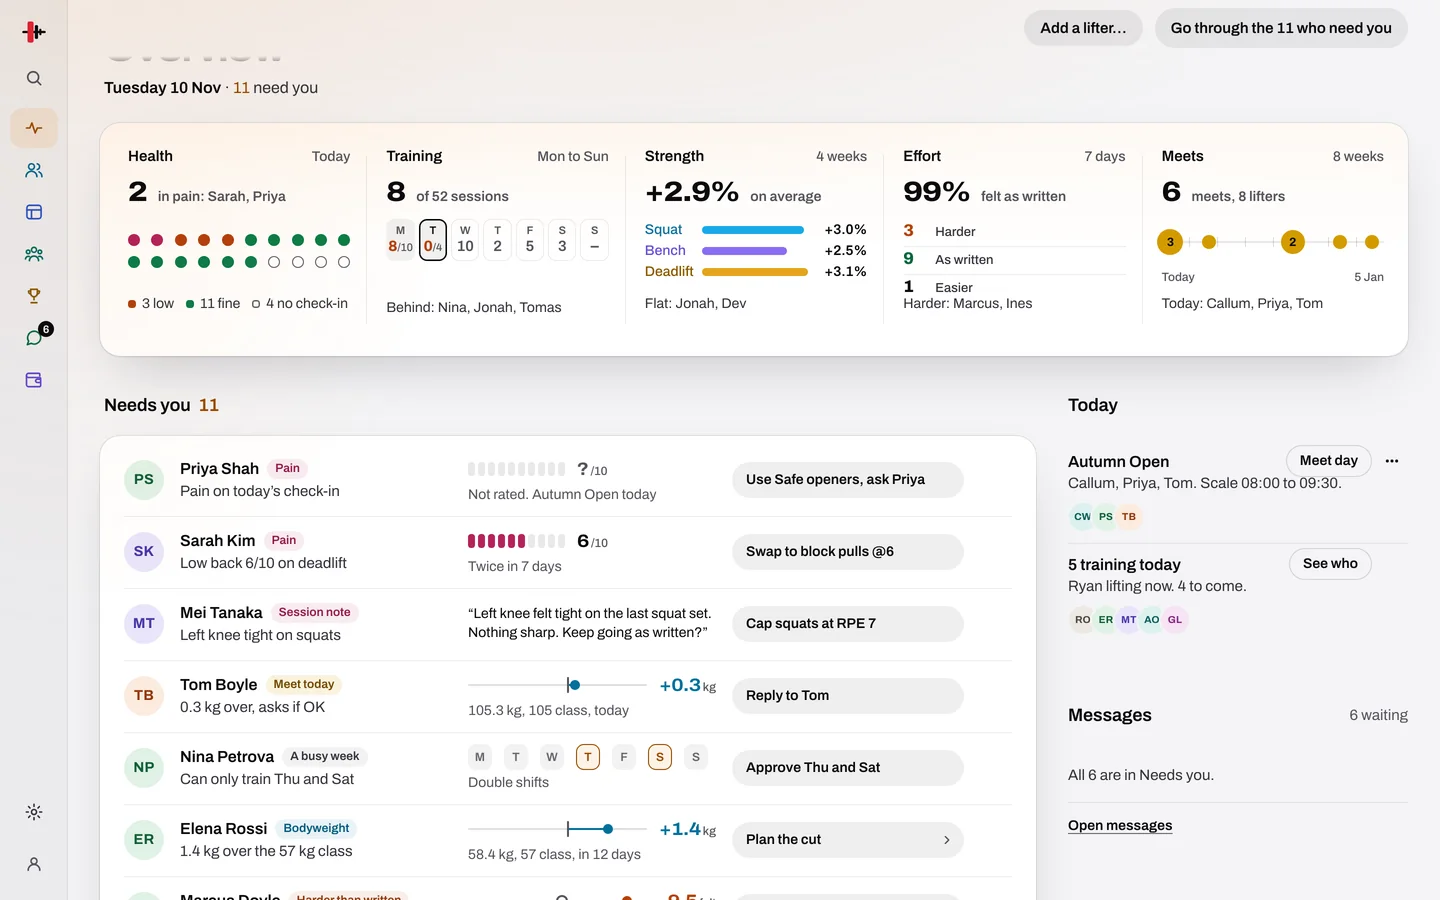 Add a lifter...
Go through the 11 who need you
Overview
Tuesday 10 Nov · 11 need you
Health
Today
2 in pain: Sarah, Priya
3 low
11 fine
4 no check-in
Training
Mon to Sun
8 of 52 sessions
M T W T F S S
8/10 0/4 10 2 5 3 –
Behind: Nina, Jonah, Tomas
Strength
4 weeks
+2.9% on average
Squat +3.0%
Bench +2.5%
Deadlift +3.1%
Flat: Jonah, Dev
Effort
7 days
99% felt as written
3 Harder
9 As written
1 Easier
Harder: Marcus, Ines
Meets
8 weeks
6 meets, 8 lifters
3 2
Today 5 Jan
Today: Callum, Priya, Tom
6
Needs you 11
PS
Priya Shah Pain
Pain on today's check-in
? /10
Not rated. Autumn Open today
Use Safe openers, ask Priya
SK
Sarah Kim Pain
Low back 6/10 on deadlift
6 /10
Twice in 7 days
Swap to block pulls @6
MT
Mei Tanaka Session note
Left knee tight on squats
“Left knee felt tight on the last squat set.
Nothing sharp. Keep going as written?”
Cap squats at RPE 7
TB
Tom Boyle Meet today
0.3 kg over, asks if OK
+0.3 kg
105.3 kg, 105 class, today
Reply to Tom
NP
Nina Petrova A busy week
Can only train Thu and Sat
M T W T F S S
Double shifts
Approve Thu and Sat
ER
Elena Rossi Bodyweight
1.4 kg over the 57 kg class
+1.4 kg
58.4 kg, 57 class, in 12 days
Plan the cut
Marcus Doyle Harder than written
Today
Autumn Open
Meet day
Callum, Priya, Tom. Scale 08:00 to 09:30.
CW PS TB
5 training today
See who
Ryan lifting now. 4 to come.
RO ER MT AO GL
Messages
6 waiting
All 6 are in Needs you.
Open messages